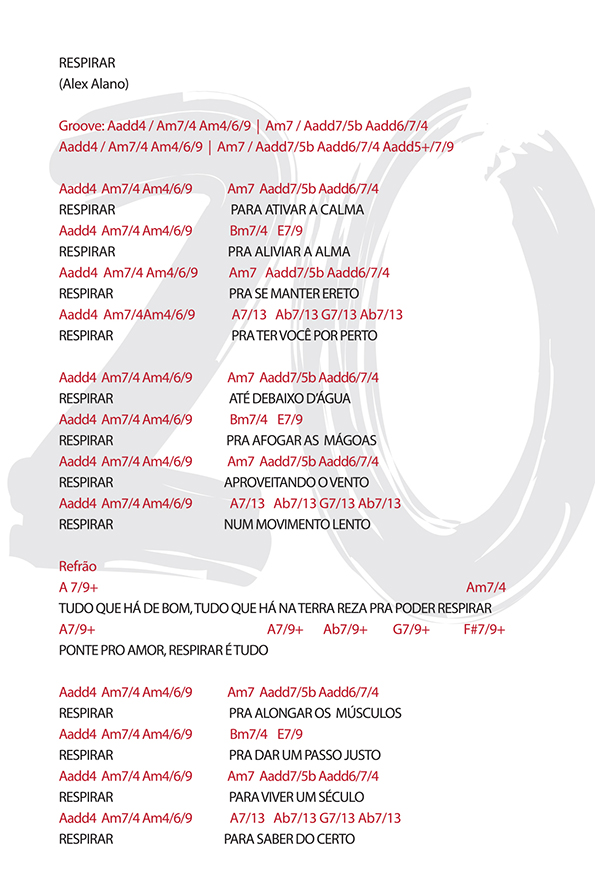 RESPIRAR
(Alex Alano)
Groove: Aadd4 / Am7/4 Am4/6/9 | Am7 / Aadd7/5b Aadd6/7/4
Aadd4 / Am7/4 Am4/6/9 | Am7 / Aadd7/5b Aadd6/7/4 Aadd5+/7/9
Aadd4 Am7/4 Am4/6/9 Am7 Aadd7/5b Aadd6/7/4
RESPIRAR PARA ATIVAR A CALMA
Aadd4 Am7/4 Am4/6/9 Bm7/4 E7/9
RESPIRAR PRA ALIVIAR A ALMA
Aadd4 Am7/4 Am4/6/9 Am7 Aadd7/5b Aadd6/7/4
RESPIRAR PRA SE MANTER ERETO
Aadd4 Am7/4Am4/6/9 A7/13 Ab7/13 G7/13 Ab7/13
RESPIRAR PRA TER VOCÊ POR PERTO
Aadd4 Am7/4 Am4/6/9 Am7 Aadd7/5b Aadd6/7/4
RESPIRAR ATÉ DEBAIXO D'ÁGUA
Aadd4 Am7/4 Am4/6/9 Bm7/4 E7/9
RESPIRAR PRA AFOGAR AS MÁGOAS
Aadd4 Am7/4 Am4/6/9 Am7 Aadd7/5b Aadd6/7/4
RESPIRAR APROVEITANDO O VENTO
Aadd4 Am7/4 Am4/6/9 A7/13 Ab7/13 G7/13 Ab7/13
RESPIRAR NUM MOVIMENTO LENTO
Refrão
A 7/9+ Am7/4
TUDO QUE HÁ DE BOM, TUDO QUE HÁ NA TERRA REZA PRA PODER RESPIRAR
A7/9+ A7/9+ Ab7/9+ G7/9+ F#7/9+
PONTE PRO AMOR, RESPIRAR É TUDO
Aadd4 Am7/4 Am4/6/9 Am7 Aadd7/5b Aadd6/7/4
RESPIRAR PRA ALONGAR OS MÚSCULOS
Aadd4 Am7/4 Am4/6/9 Bm7/4 E7/9
RESPIRAR PRA DAR UM PASSO JUSTO
Aadd4 Am7/4 Am4/6/9 Am7 Aadd7/5b Aadd6/7/4
RESPIRAR PARA VIVER UM SÉCULO
Aadd4 Am7/4 Am4/6/9 A7/13 Ab7/13 G7/13 Ab7/13
RESPIRAR PARA SABER DO CERTO
20